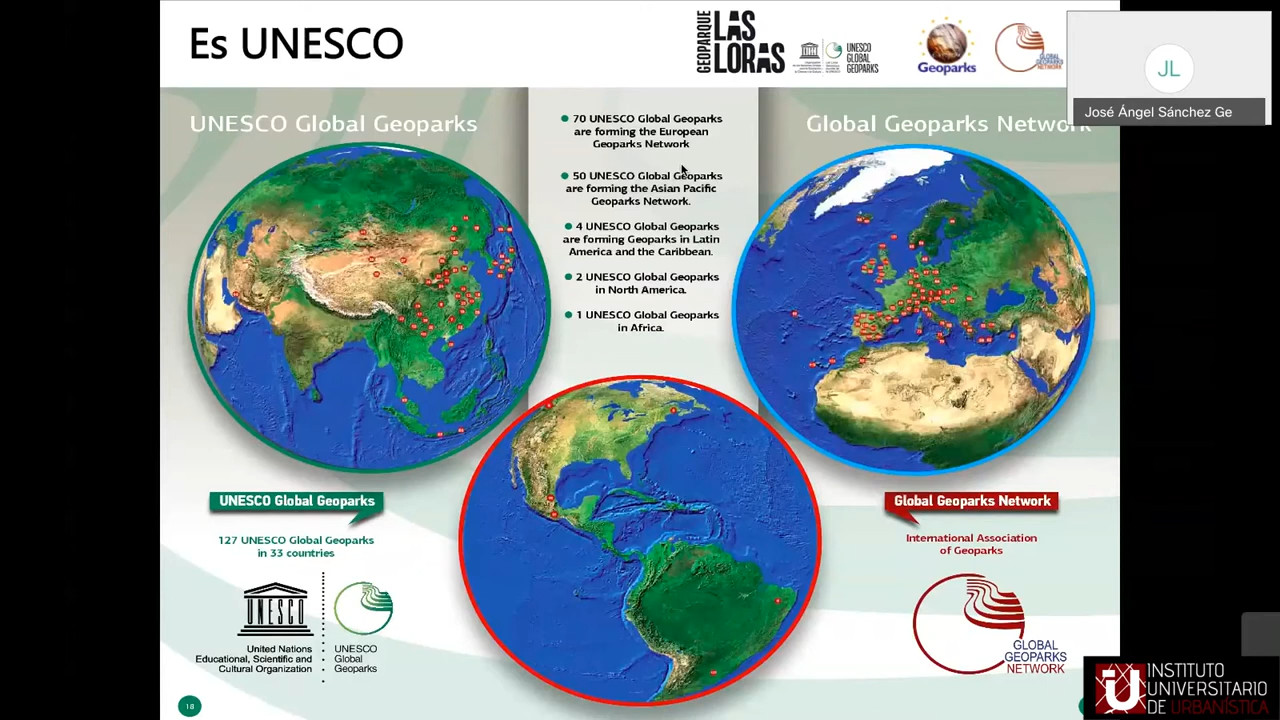 Es UNESCO
GEOPARQUE
LAS
LORAS
UNESCO
GLOBAL
GEOPARKS
Geoparks
GLOBAL
GEOPARKS
NETWORK
JL
José Ángel Sánchez Ge
UNESCO Global Geoparks
Global Geoparks Network
70 UNESCO Global Geoparks
are forming the European
Geoparks Network
50 UNESCO Global Geoparks
are forming the Asian Pacific
Geoparks Network.
4 UNESCO Global Geoparks
are forming Geoparks in Latin
America and the Caribbean.
2 UNESCO Global Geoparks
in North America.
1 UNESCO Global Geoparks
in Africa.
UNESCO Global Geoparks
127 UNESCO Global Geoparks
in 33 countries
UNESCO
United Nations
Educational, Scientific and
Cultural Organization
UNESCO
Global
Geoparks
Global Geoparks Network
International Association
of Geoparks
GLOBAL
GEOPARKS
NETWORK
18
INSTITUTO
UNIVERSITARIO
DE URBANÍSTICA